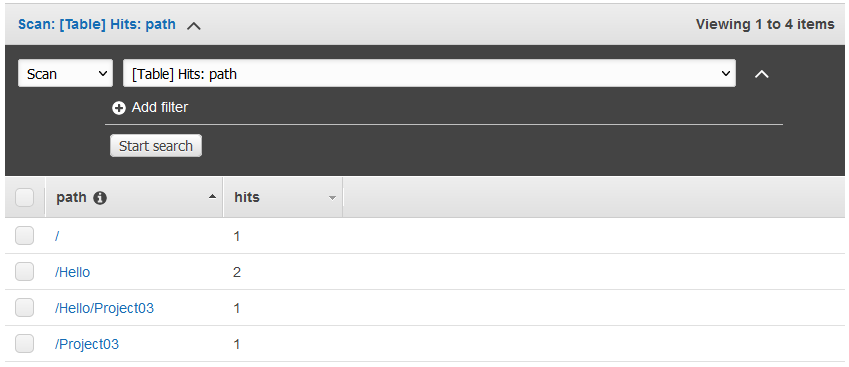 Scan: [Table] Hits: path Viewing 1 to 4 items
Scan [Table] Hits: path
Add filter
Start search
path hits
/ 1
/Hello 2
/Hello/Project03 1
/Project03 1